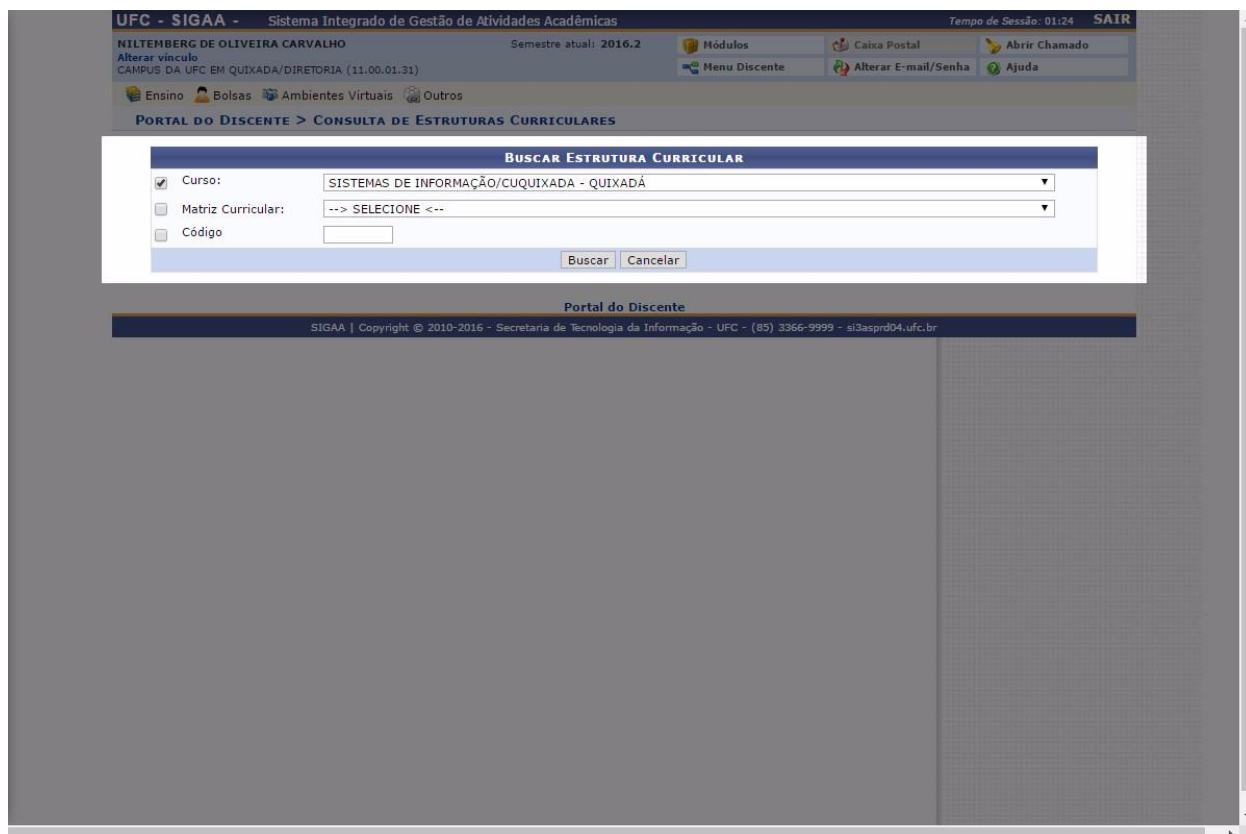 UFC - SIGAA - Sistema Integrado de Gestão de Atividades Acadêmicas Tempo de Sessão: 01:24 SAIR
NILTEMBERG DE OLIVEIRA CARVALHO Semestre atual: 2016.2 Módulos Caixa Postal Abrir Chamado
Alterar vínculo
CAMPUS DA UFC EM QUIXADA/DIRETORIA (11.00.01.31) Menu Discente Alterar E-mail/Senha Ajuda
Ensino Bolsas Ambientes Virtuais Outros
PORTAL DO DISCENTE > CONSULTA DE ESTRUTURAS CURRICULARES
BUSCAR ESTRUTURA CURRICULAR
Curso: SISTEMAS DE INFORMAÇÃO/CUQUIXADA - QUIXADÁ
Matriz Curricular: --> SELECIONE <--
Código
Buscar Cancelar
Portal do Discente
SIGAA | Copyright © 2010-2016 - Secretaria de Tecnologia da Informação - UFC - (85) 3366-9999 - si3asprd04.ufc.br